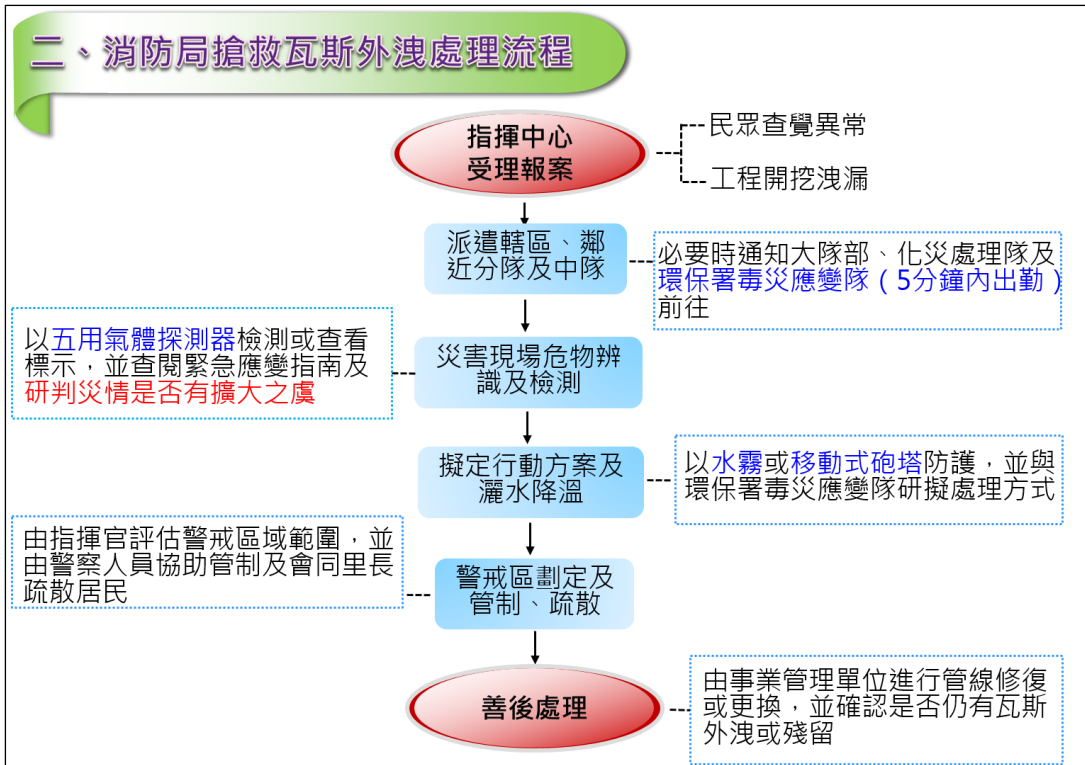 二、消防局搶救瓦斯外洩處理流程
指揮中心
受理報案
民眾查覺異常
工程開挖洩漏
派遣轄區、鄰
近分隊及中隊
必要時通知大隊部、化災處理隊及
環保署毒災應變隊（5分鐘內出勤）
前往
以五用氣體探測器檢測或查看
標示，並查閱緊急應變指南及
研判災情是否有擴大之虞
災害現場危物辨
識及檢測
擬定行動方案及
灑水降溫
以水霧或移動式砲塔防護，並與
環保署毒災應變隊研擬處理方式
由指揮官評估警戒區域範圍，並
由警察人員協助管制及會同里長
疏散居民
警戒區劃定及
管制、疏散
善後處理
由事業管理單位進行管線修復
或更換，並確認是否仍有瓦斯
外洩或殘留